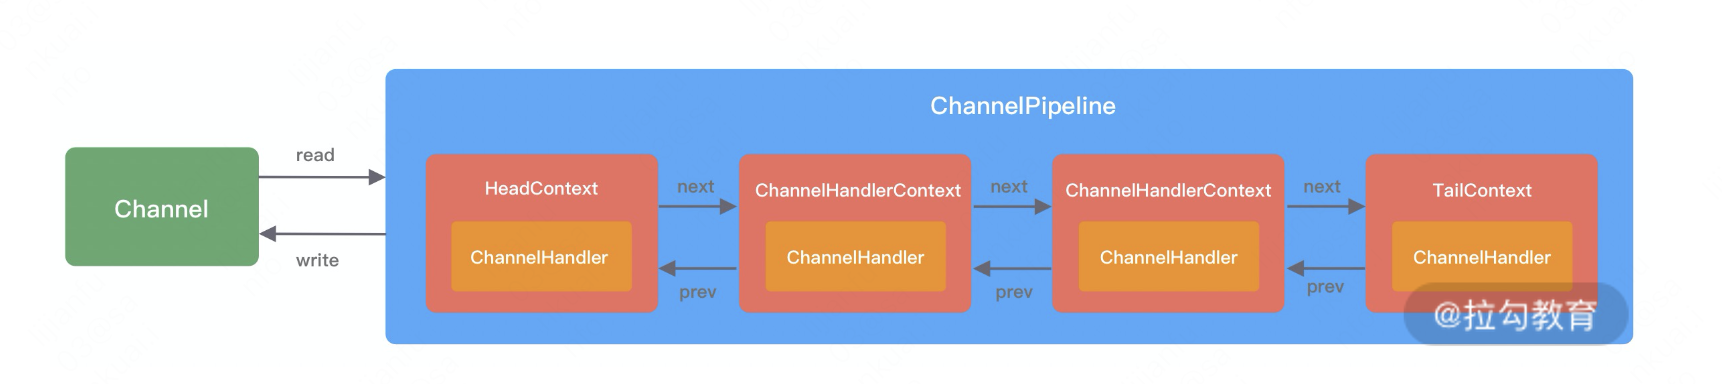 ChannelPipeline
Channel
read
write
HeadContext
ChannelHandler
next
prev
ChannelHandlerContext
ChannelHandler
next
prev
ChannelHandlerContext
ChannelHandler
next
prev
TailContext
ChannelHandler
@拉勾教育